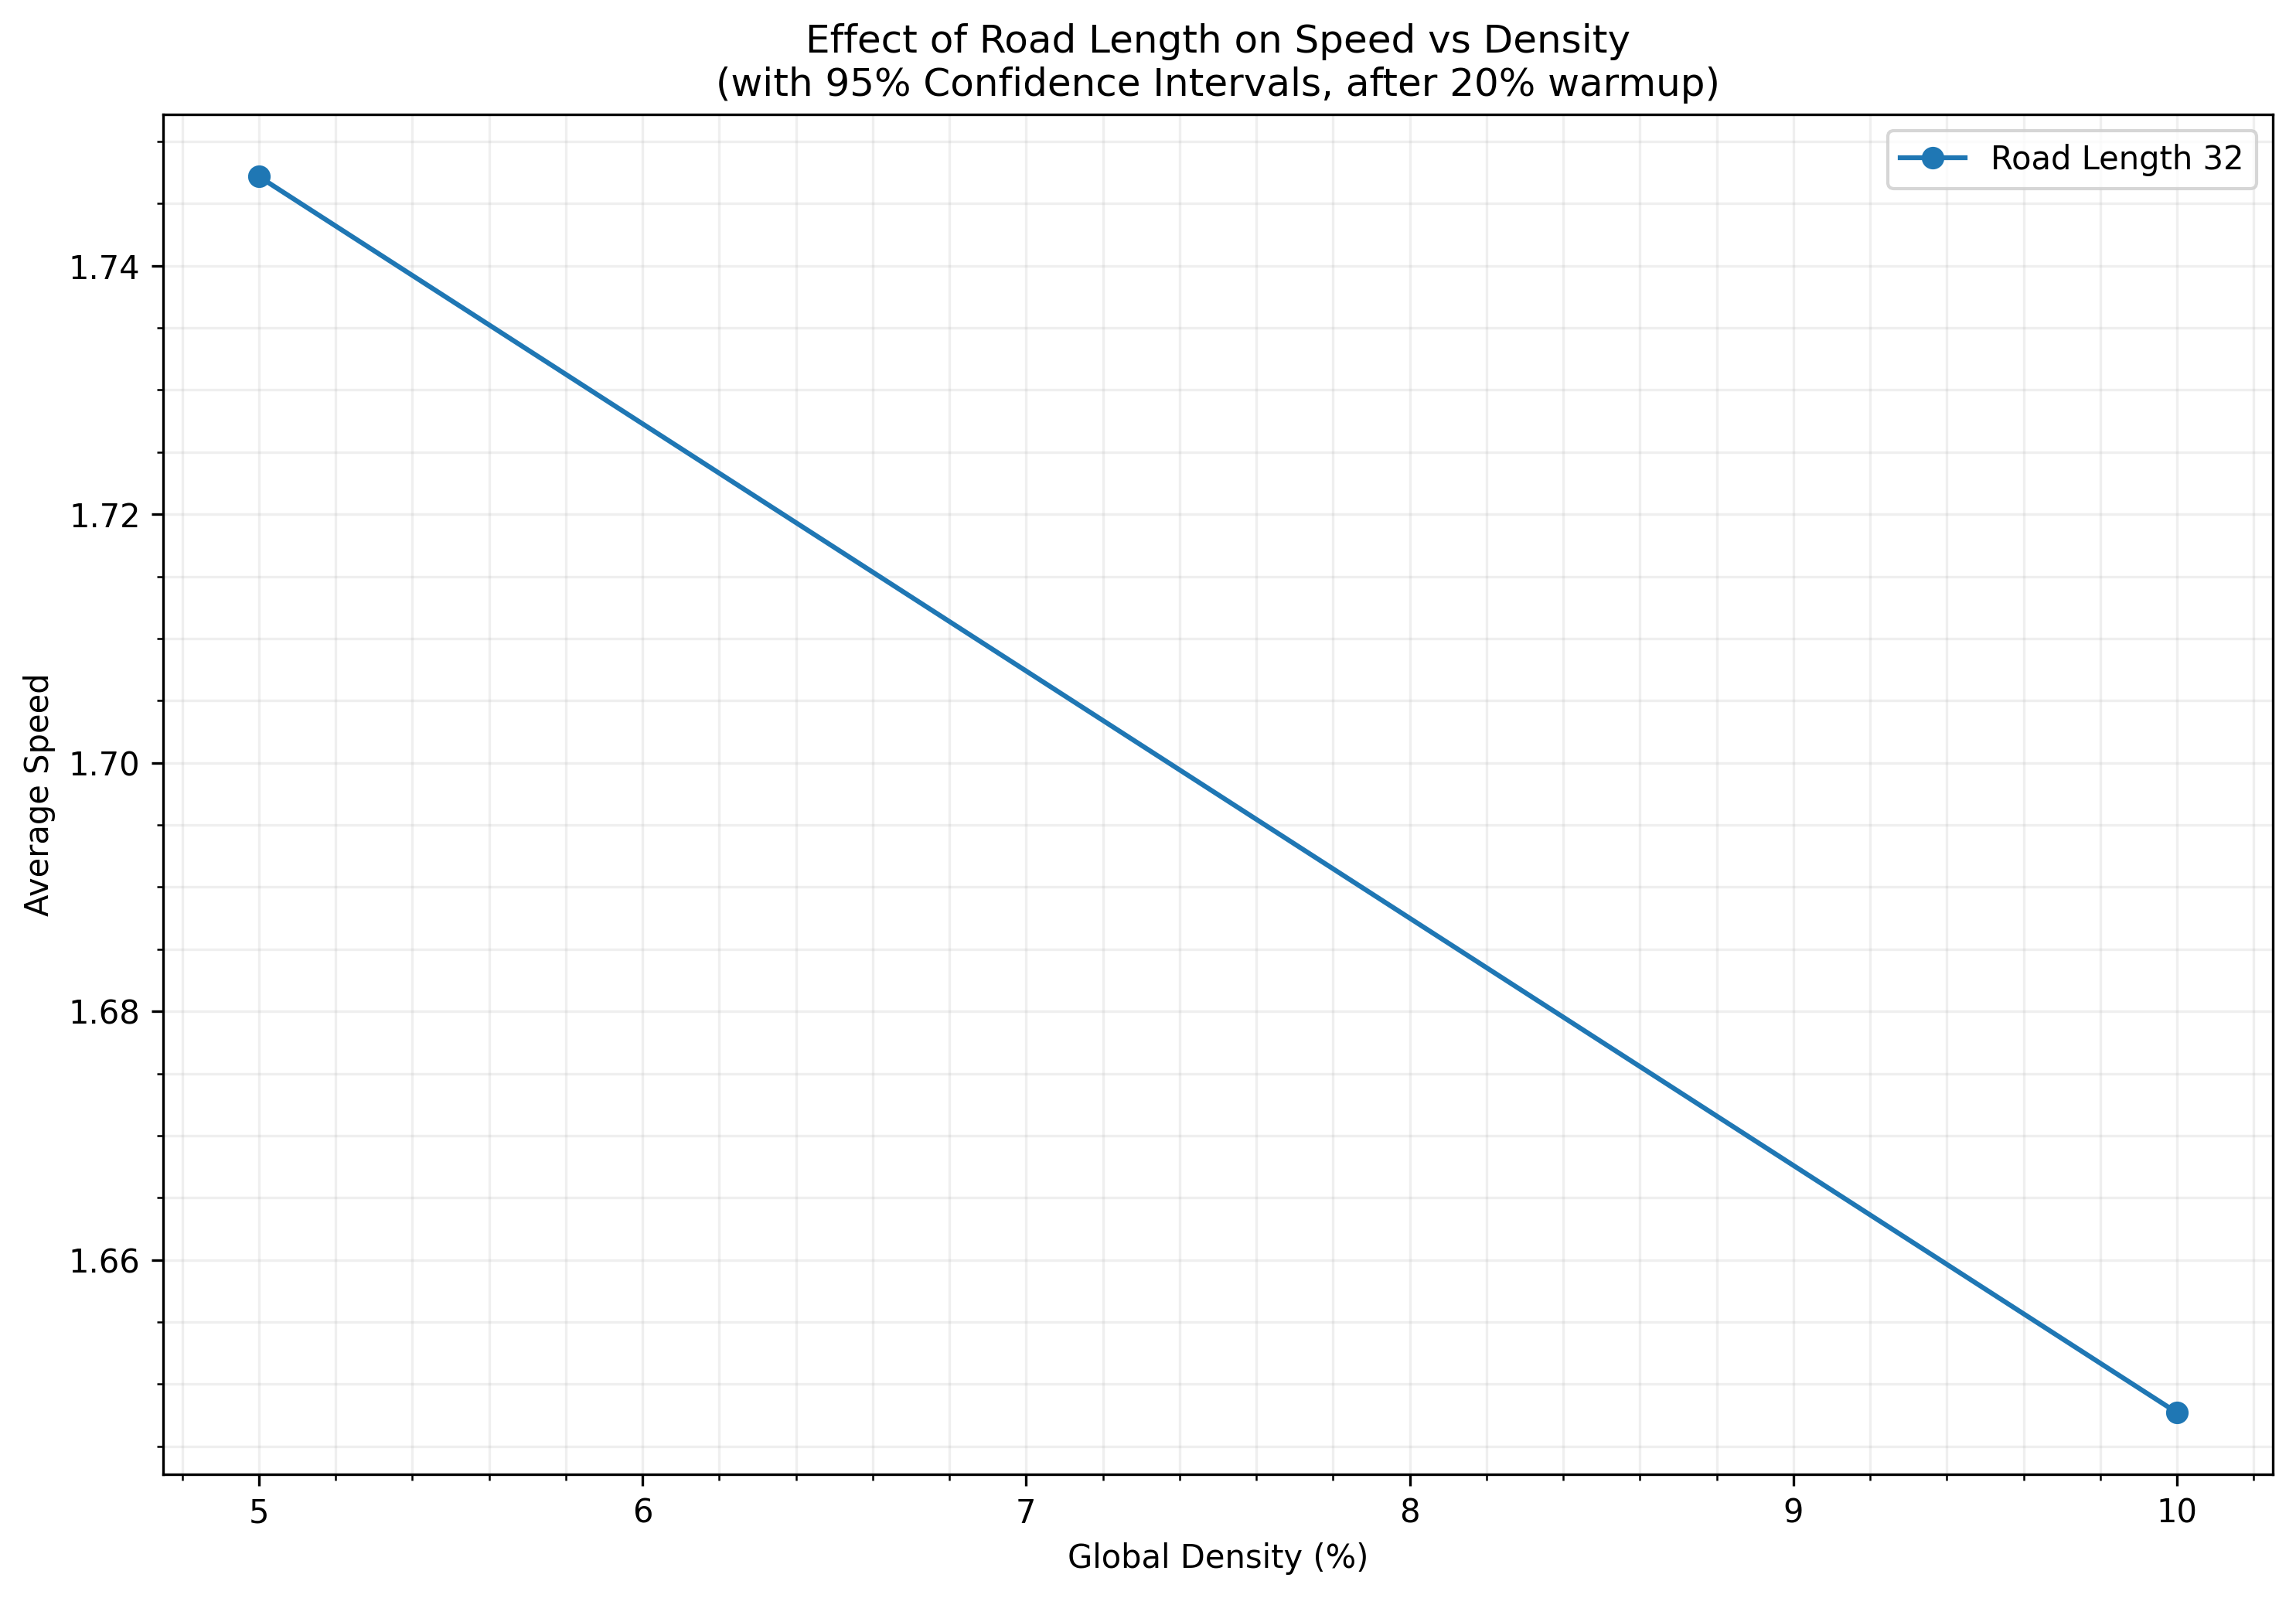 Effect of Road Length on Speed vs Density
(with 95% Confidence Intervals, after 20% warmup)
Road Length 32
1.74
1.72
1.70
1.68
1.66
Average Speed
5 6 7 8 9 10
Global Density (%)